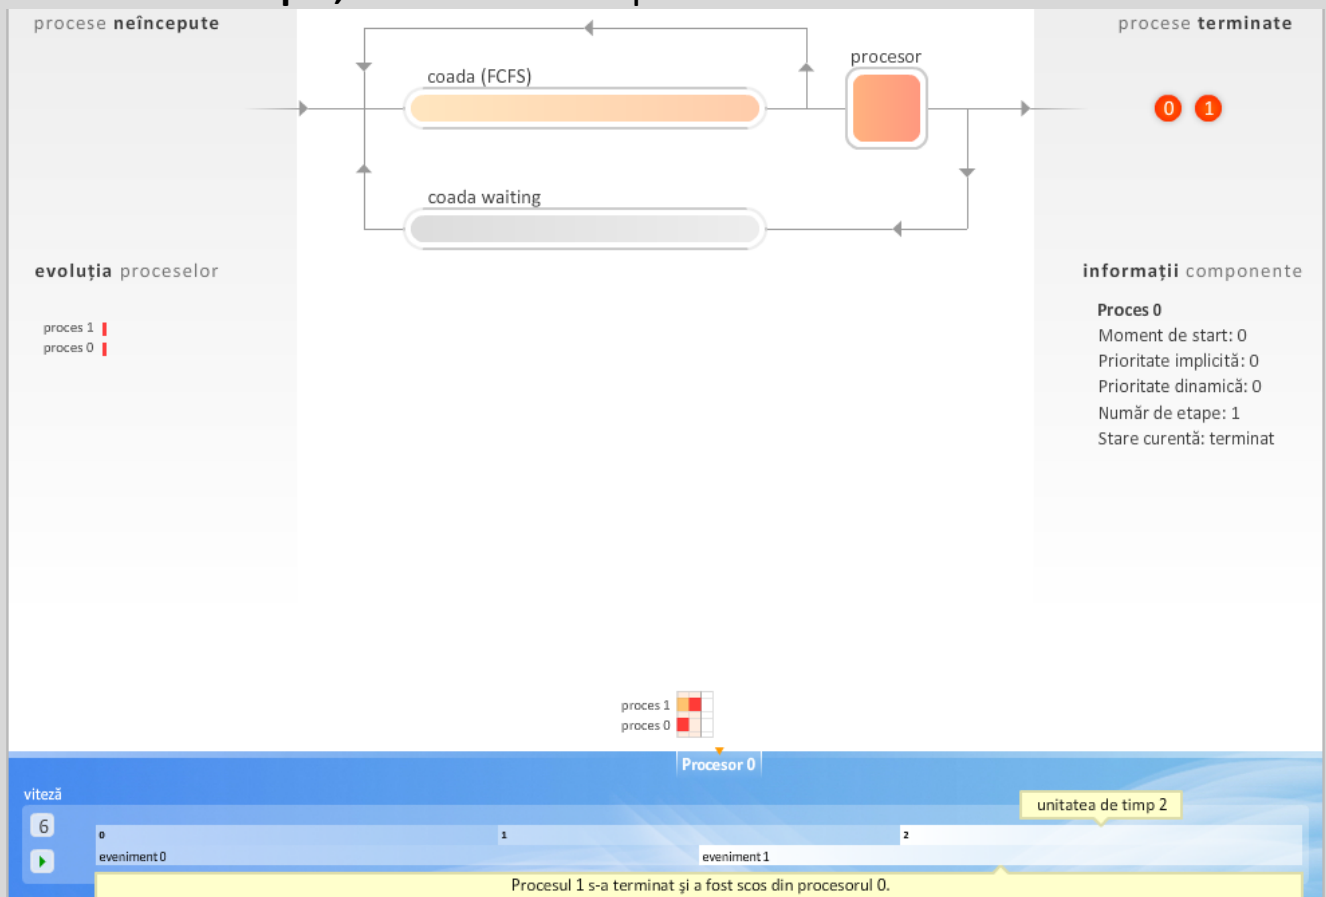 procese neîncepute
procese terminate
coada (FCFS)
procesor
0 1
coada waiting
evoluția proceselor
proces 1
proces 0
informații componente
Proces 0
Moment de start: 0
Prioritate implicită: 0
Prioritate dinamică: 0
Număr de etape: 1
Stare curentă: terminat
proces 1
proces 0
Procesor 0
viteză
6
unitatea de timp 2
0 1 2
eveniment 0 eveniment 1
Procesul 1 s-a terminat şi a fost scos din procesorul 0.